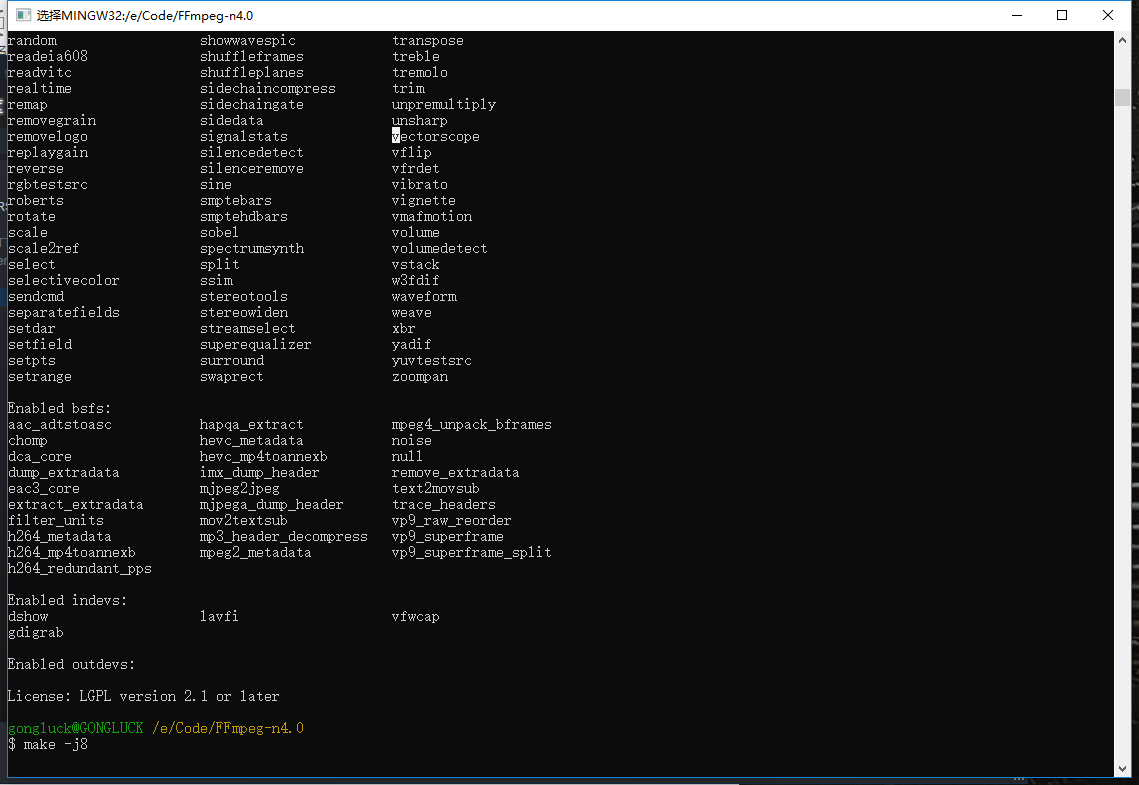 选择MINGW32:/e/Code/FFmpeg-n4.0
random showwavespic transpose
readeia608 shuffleframes treble
readvitc shuffleplanes tremolo
realtime sidechaincompress trim
remap sidechaingate unpremultiply
removegrain sidedata unsharp
removelogo signalstats vectorscope
replaygain silencedetect vflip
reverse silenceremove vfrdet
rgbtestsrc sine vibrato
roberts smptebars vignette
rotate smptehdbars vmafmotion
scale sobel volume
scale2ref spectrumsynth volumedetect
select split vstack
selectivecolor ssim w3fdif
sendcmd stereotools waveform
separatefields stereowiden weave
setdar streamselect xbr
setfield superequalizer yadif
setpts surround yuvtestsrc
setrange swaprect zoompan
Enabled bsfs:
aac_adtstoasc hapqa_extract mpeg4_unpack_bframes
chomp hevc_metadata noise
dca_core hevc_mp4toannexb null
dump_extradata imx_dump_header remove_extradata
eac3_core mjpeg2jpeg text2movsub
extract_extradata mjpega_dump_header trace_headers
filter_units mov2textsub vp9_raw_reorder
h264_metadata mp3_header_decompress vp9_superframe
h264_mp4toannexb mpeg2_metadata vp9_superframe_split
h264_redundant_pps
Enabled indevs:
dshow lavfi vfwcap
gdigrab
Enabled outdevs:
License: LGPL version 2.1 or later
gongluck@GONGLUCK /e/Code/FFmpeg-n4.0
$ make -j8